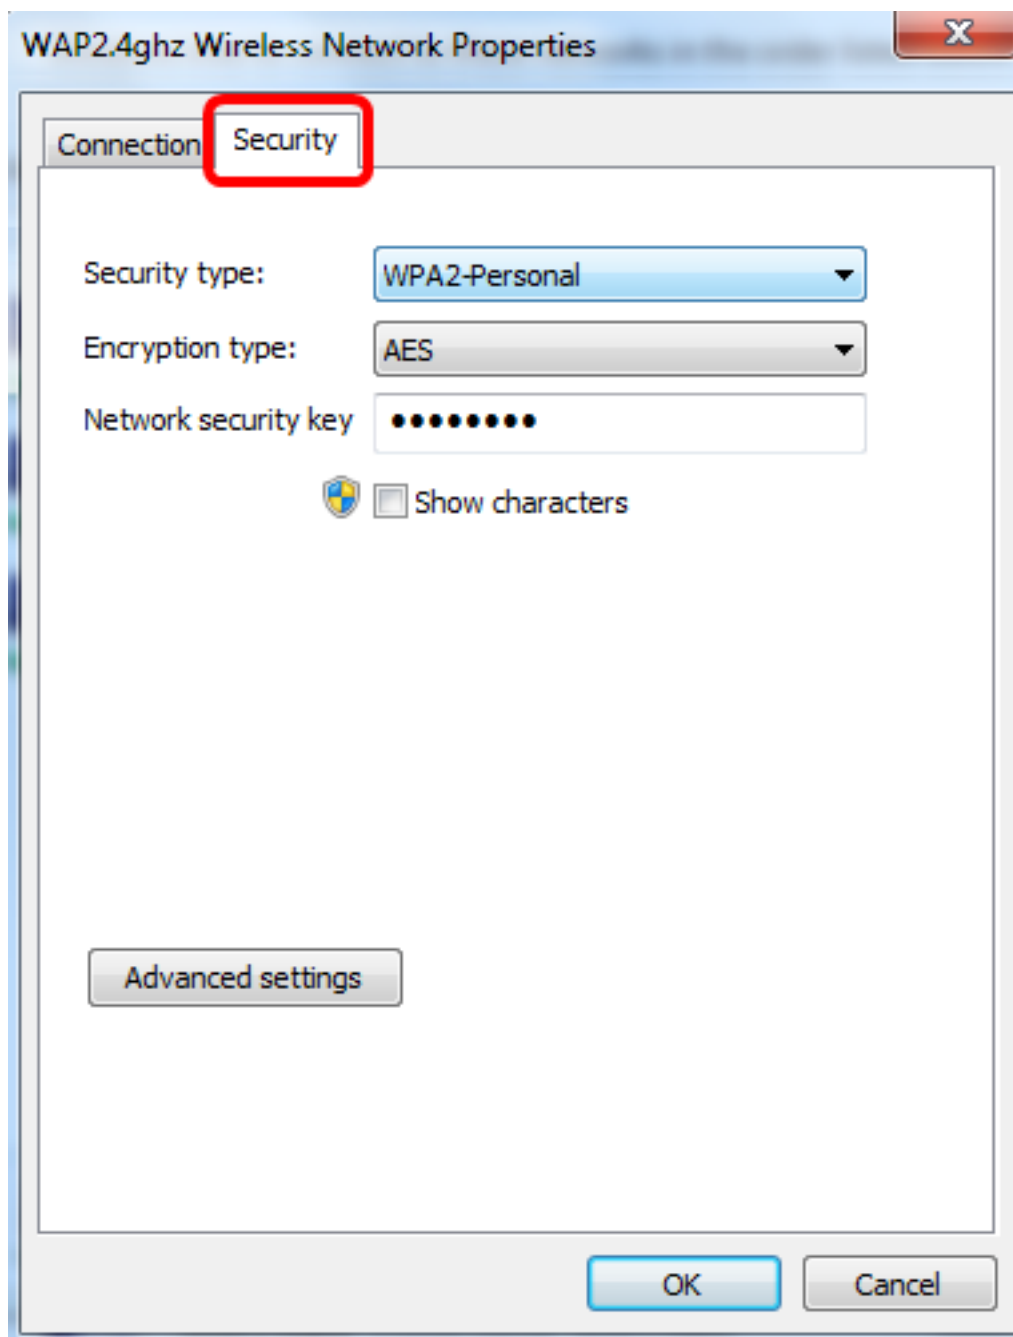 WAP2.4ghz Wireless Network Properties
Connection
Security
Security type:
WPA2-Personal
Encryption type:
AES
Network security key
••••••••
Show characters
Advanced settings
OK
Cancel